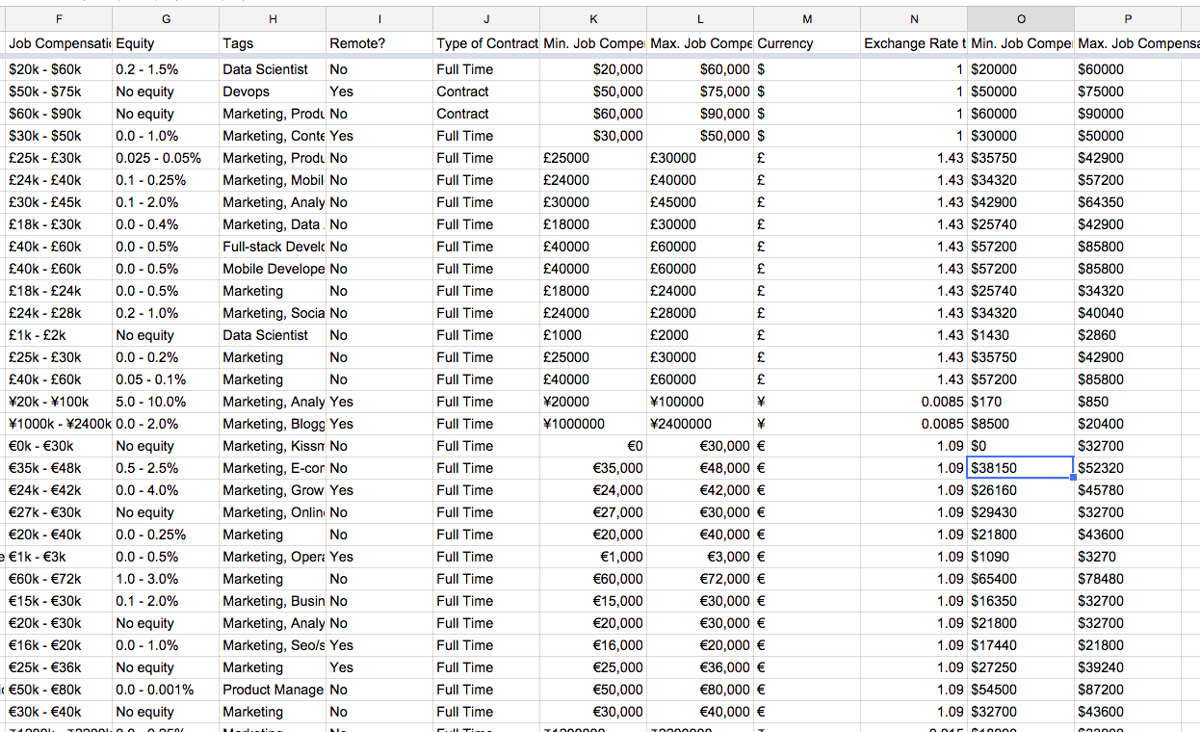 F G H I J K L M N O P
Job Compensatio Equity Tags Remote? Type of Contract Min. Job Compe Max. Job Compe Currency Exchange Rate t Min. Job Compe Max. Job Compensa
$20k - $60k 0.2 - 1.5% Data Scientist No Full Time $20,000 $60,000 $ 1 $20000 $60000
$50k - $75k No equity Devops Yes Contract $50,000 $75,000 $ 1 $50000 $75000
$60k - $90k No equity Marketing, Produ No Contract $60,000 $90,000 $ 1 $60000 $90000
$30k - $50k 0.0 - 1.0% Marketing, Conte Yes Full Time $30,000 $50,000 $ 1 $30000 $50000
£25k - £30k 0.025 - 0.05% Marketing, Produ No Full Time £25000 £30000 £ 1.43 $35750 $42900
£24k - £40k 0.1 - 0.25% Marketing, Mobil No Full Time £24000 £40000 £ 1.43 $34320 $57200
£30k - £45k 0.1 - 2.0% Marketing, Analy No Full Time £30000 £45000 £ 1.43 $42900 $64350
£18k - £30k 0.0 - 0.4% Marketing, Data No Full Time £18000 £30000 £ 1.43 $25740 $42900
£40k - £60k 0.0 - 0.5% Full-stack Develo No Full Time £40000 £60000 £ 1.43 $57200 $85800
£40k - £60k 0.0 - 0.5% Mobile Develope No Full Time £40000 £60000 £ 1.43 $57200 $85800
£18k - £24k 0.0 - 0.5% Marketing No Full Time £18000 £24000 £ 1.43 $25740 $34320
£24k - £28k 0.2 - 1.0% Marketing, Socia No Full Time £24000 £28000 £ 1.43 $34320 $40040
£1k - £2k No equity Data Scientist No Full Time £1000 £2000 £ 1.43 $1430 $2860
£25k - £30k 0.0 - 0.2% Marketing No Full Time £25000 £30000 £ 1.43 $35750 $42900
£40k - £60k 0.05 - 0.1% Marketing No Full Time £40000 £60000 £ 1.43 $57200 $85800
¥20k - ¥100k 5.0 - 10.0% Marketing, Analy Yes Full Time ¥20000 ¥100000 ¥ 0.0085 $170 $850
¥1000k - ¥2400k 0.0 - 2.0% Marketing, Blogg Yes Full Time ¥1000000 ¥2400000 ¥ 0.0085 $8500 $20400
€0k - €30k No equity Marketing, Kissm No Full Time €0 €30,000 € 1.09 $0 $32700
€35k - €48k 0.5 - 2.5% Marketing, E-con No Full Time €35,000 €48,000 € 1.09 $38150 $52320
€24k - €42k 0.0 - 4.0% Marketing, Grow Yes Full Time €24,000 €42,000 € 1.09 $26160 $45780
€27k - €30k No equity Marketing, Onlin No Full Time €27,000 €30,000 € 1.09 $29430 $32700
€20k - €40k 0.0 - 0.25% Marketing No Full Time €20,000 €40,000 € 1.09 $21800 $43600
e €1k - €3k 0.0 - 0.5% Marketing, Opera Yes Full Time €1,000 €3,000 € 1.09 $1090 $3270
€60k - €72k 1.0 - 3.0% Marketing No Full Time €60,000 €72,000 € 1.09 $65400 $78480
€15k - €30k 0.1 - 2.0% Marketing, Busin No Full Time €15,000 €30,000 € 1.09 $16350 $32700
€20k - €30k No equity Marketing, Analy No Full Time €20,000 €30,000 € 1.09 $21800 $32700
€16k - €20k 0.0 - 1.0% Marketing, Seo/s Yes Full Time €16,000 €20,000 € 1.09 $17440 $21800
€25k - €36k No equity Marketing Yes Full Time €25,000 €36,000 € 1.09 $27250 $39240
€50k - €80k 0.0 - 0.001% Product Manage No Full Time €50,000 €80,000 € 1.09 $54500 $87200
€30k - €40k No equity Marketing No Full Time €30,000 €40,000 € 1.09 $32700 $43600